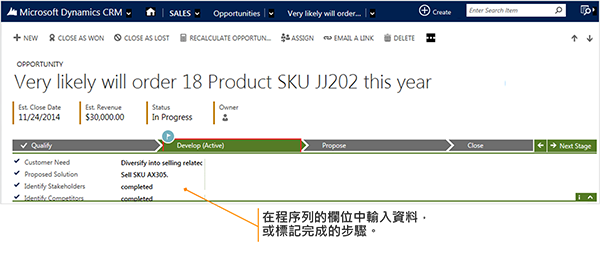 Microsoft Dynamics CRM SALES Opportunities Very likely will order... Create Enter Search Item
NEW CLOSE AS WON CLOSE AS LOST RECALCULATE OPPORTUN... ASSIGN EMAIL A LINK DELETE
OPPORTUNITY
Very likely will order 18 Product SKU JJ202 this year
Est. Close Date Est. Revenue Status Owner
11/24/2014 $30,000.00 In Progress
Qualify Develop (Active) Propose Close Next Stage
Customer Need Diversify into selling related
Proposed Solution Sell SKU AX305.
Identify Stakeholders completed
Identify Competitors completed
在程序列的欄位中輸入資料，
或標記完成的步驟。